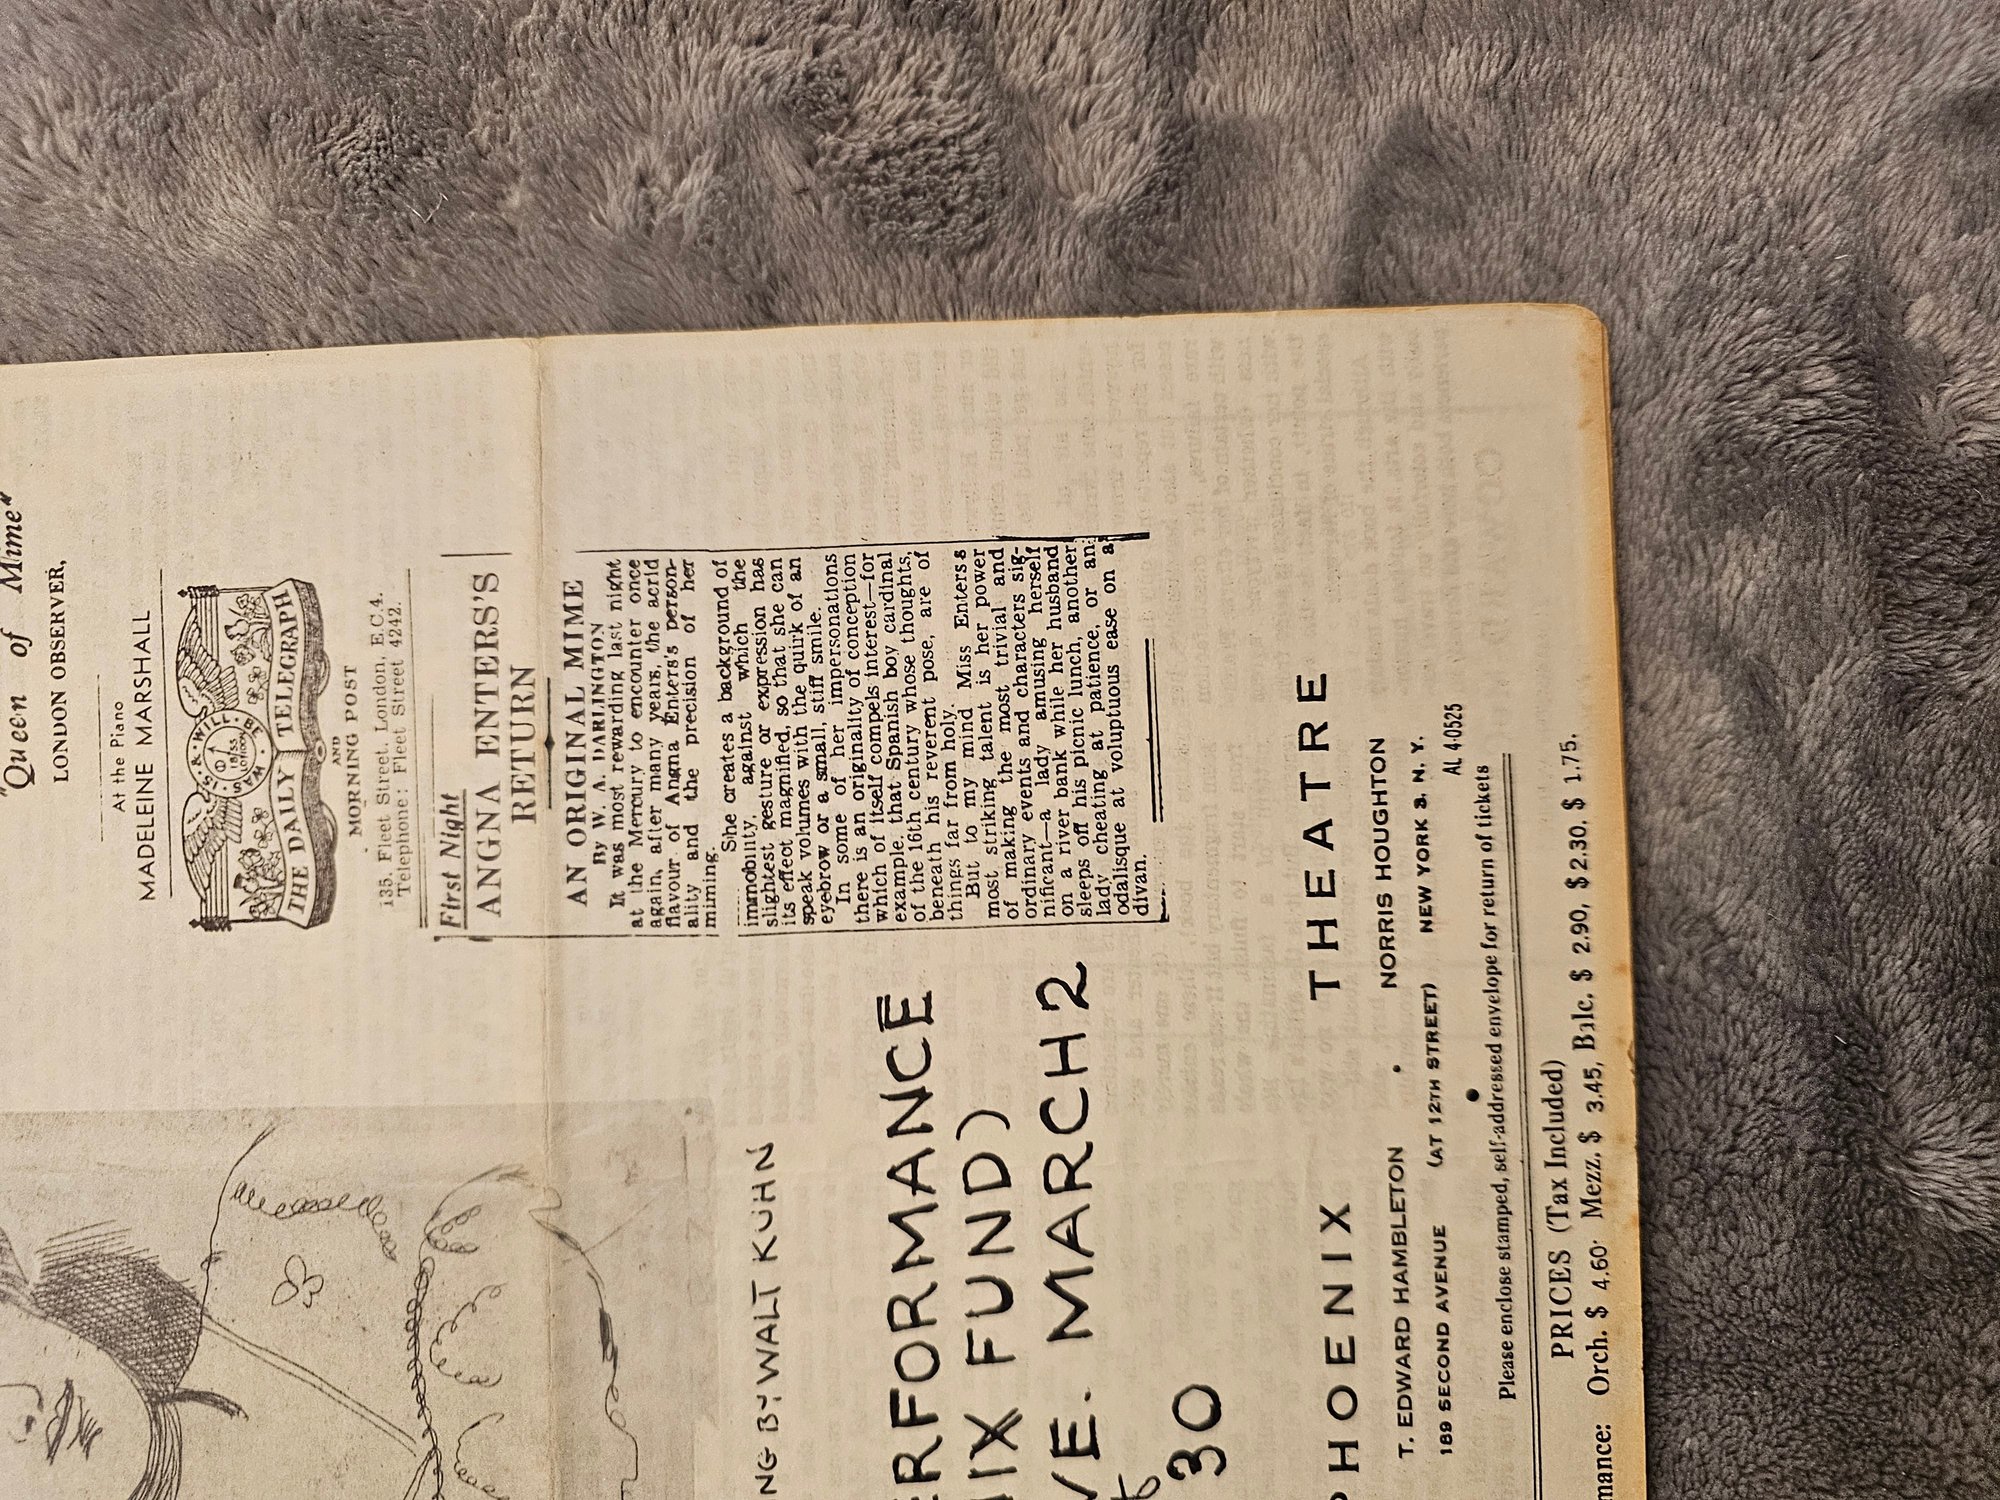 "Queen of Mime"
LONDON OBSERVER,
At the Piano
MADELEINE MARSHALL
WAS · IS · & · WILL · BE
1855
LONDON
THE DAILY TELEGRAPH
AND
MORNING POST
135, Fleet Street, London, E.C.4.
Telephone: Fleet Street 4242.
First Night
ANGNA ENTERS'S
RETURN
AN ORIGINAL MIME
By W. A. DARLINGTON
It was most rewarding last night
at the Mercury to encounter once
again, after many years, the acrid
flavour of Angna Enters's person-
ality and the precision of her
miming.
She creates a background of
immobility, against which the
slightest gesture or expression has
its effect magnified, so that she can
speak volumes with the quirk of an
eyebrow or a small, stiff smile.
In some of her impersonations
there is an originality of conception
which of itself compels interest—for
example, that Spanish boy cardinal
of the 16th century whose thoughts,
beneath his reverent pose, are of
things far from holy.
But to my mind Miss Enters's
most striking talent is her power
of making the most trivial and
ordinary events and characters sig-
nificant—a lady amusing herself
on a river bank while her husband
sleeps off his picnic lunch, another
lady cheating at patience, or an
odalisque at voluptuous ease on a
divan.
NG BY WALT KUHN
ERFORMANCE
IX FUND)
VE. MARCH 2
30
PHOENIX THEATRE
T. EDWARD HAMBLETON • NORRIS HOUGHTON
189 SECOND AVENUE (AT 12TH STREET) NEW YORK 3. N. Y.
AL 4-0525
Please enclose stamped, self-addressed envelope for return of tickets
PRICES (Tax Included)
mance: Orch. $ 4.60· Mezz. $ 3.45, Balc. $ 2.90, $ 2.30, $ 1.75.